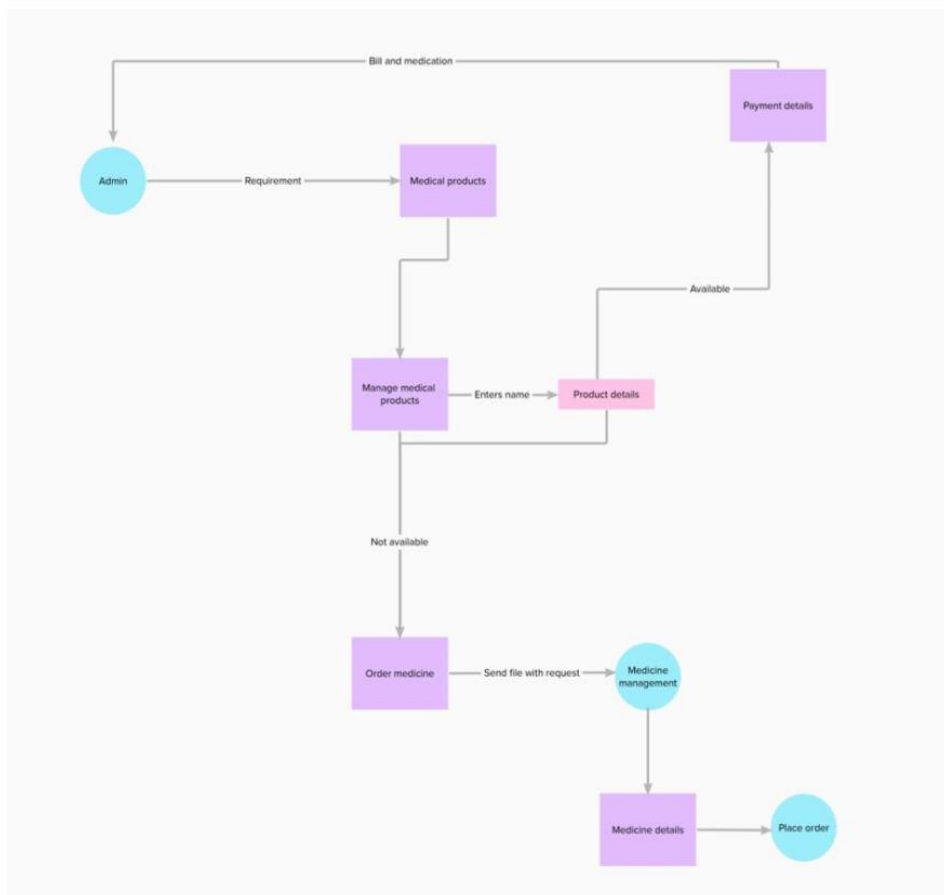 Bill and medication
Payment details
Admin
Requirement
Medical products
Available
Manage medical
products
Enters name
Product details
Not available
Order medicine
Send file with request
Medicine
management
Medicine details
Place order